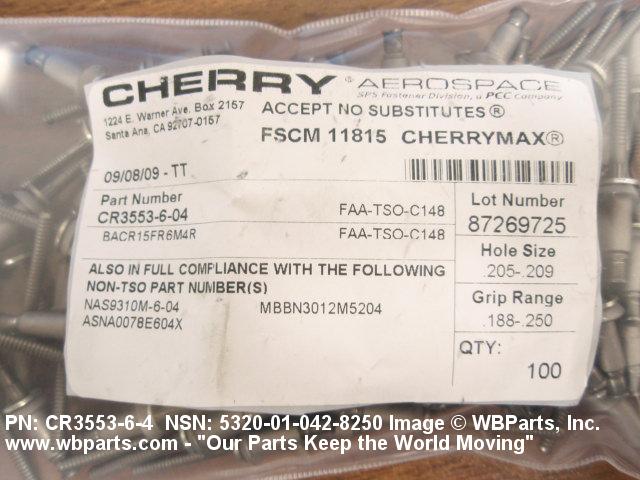 CHERRY® AEROSPACE
SPS Fastener Division, a PCC Company
1224 E. Warner Ave. Box 2157
Santa Ana, CA 92707-0157
ACCEPT NO SUBSTITUTES®
FSCM 11815 CHERRYMAX®
09/08/09 - TT
Part Number
CR3553-6-04 FAA-TSO-C148
BACR15FR6M4R FAA-TSO-C148
Lot Number
87269725
Hole Size
.205-.209
Grip Range
.188-.250
QTY:
100
ALSO IN FULL COMPLIANCE WITH THE FOLLOWING
NON-TSO PART NUMBER(S)
NAS9310M-6-04 MBBN3012M5204
ASNA0078E604X
PN: CR3553-6-4 NSN: 5320-01-042-8250 Image © WBParts, Inc.
www.wbparts.com - "Our Parts Keep the World Moving"